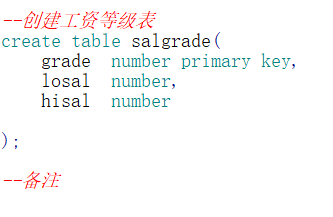 --创建工资等级表
create table salgrade(
    grade  number primary key,
    losal  number,
    hisal  number
);
--备注